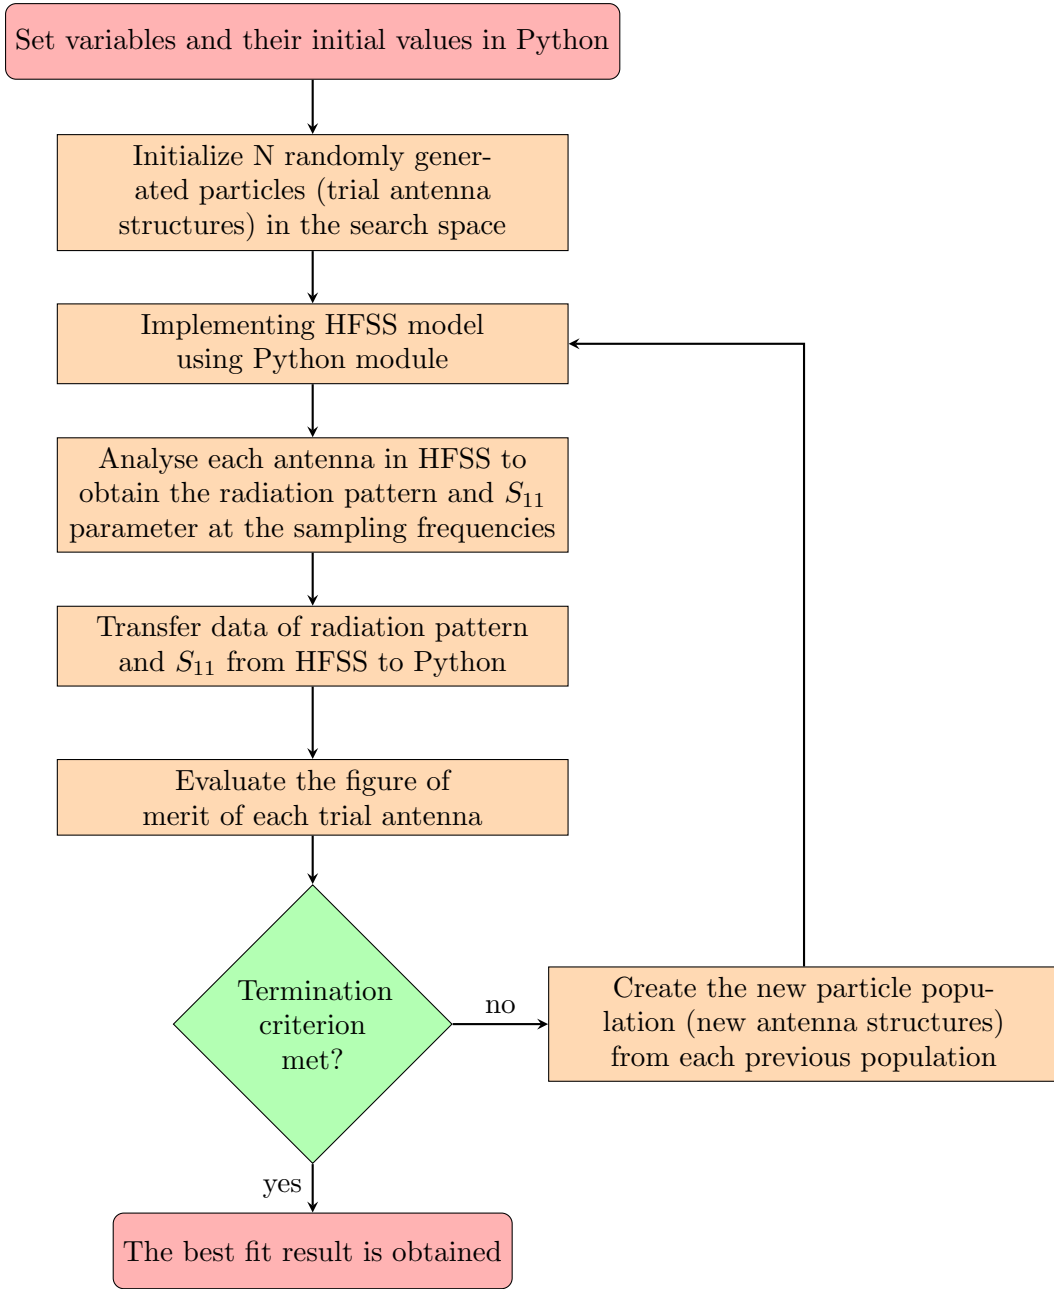 Set variables and their initial values in Python
Initialize N randomly gener-
ated particles (trial antenna
structures) in the search space
Implementing HFSS model
using Python module
Analyse each antenna in HFSS to
obtain the radiation pattern and S₁₁
parameter at the sampling frequencies
Transfer data of radiation pattern
and S₁₁ from HFSS to Python
Evaluate the figure of
merit of each trial antenna
Termination
criterion
met?
no
Create the new particle popu-
lation (new antenna structures)
from each previous population
yes
The best fit result is obtained